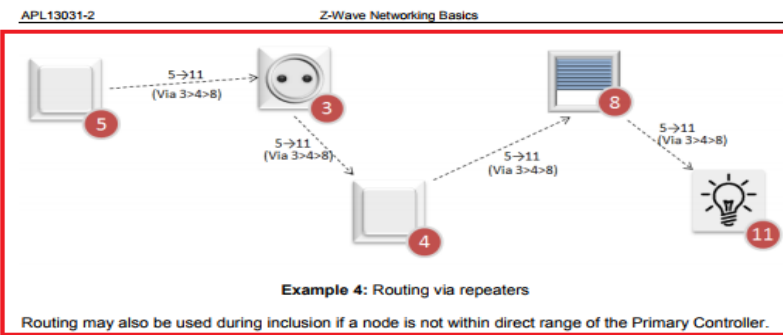 APL13031-2 Z-Wave Networking Basics
5→11
(Via 3>4>8)
5
3
5→11
(Via 3>4>8)
4
5→11
(Via 3>4>8)
8
5→11
(Via 3>4>8)
11
Example 4: Routing via repeaters
Routing may also be used during inclusion if a node is not within direct range of the Primary Controller.